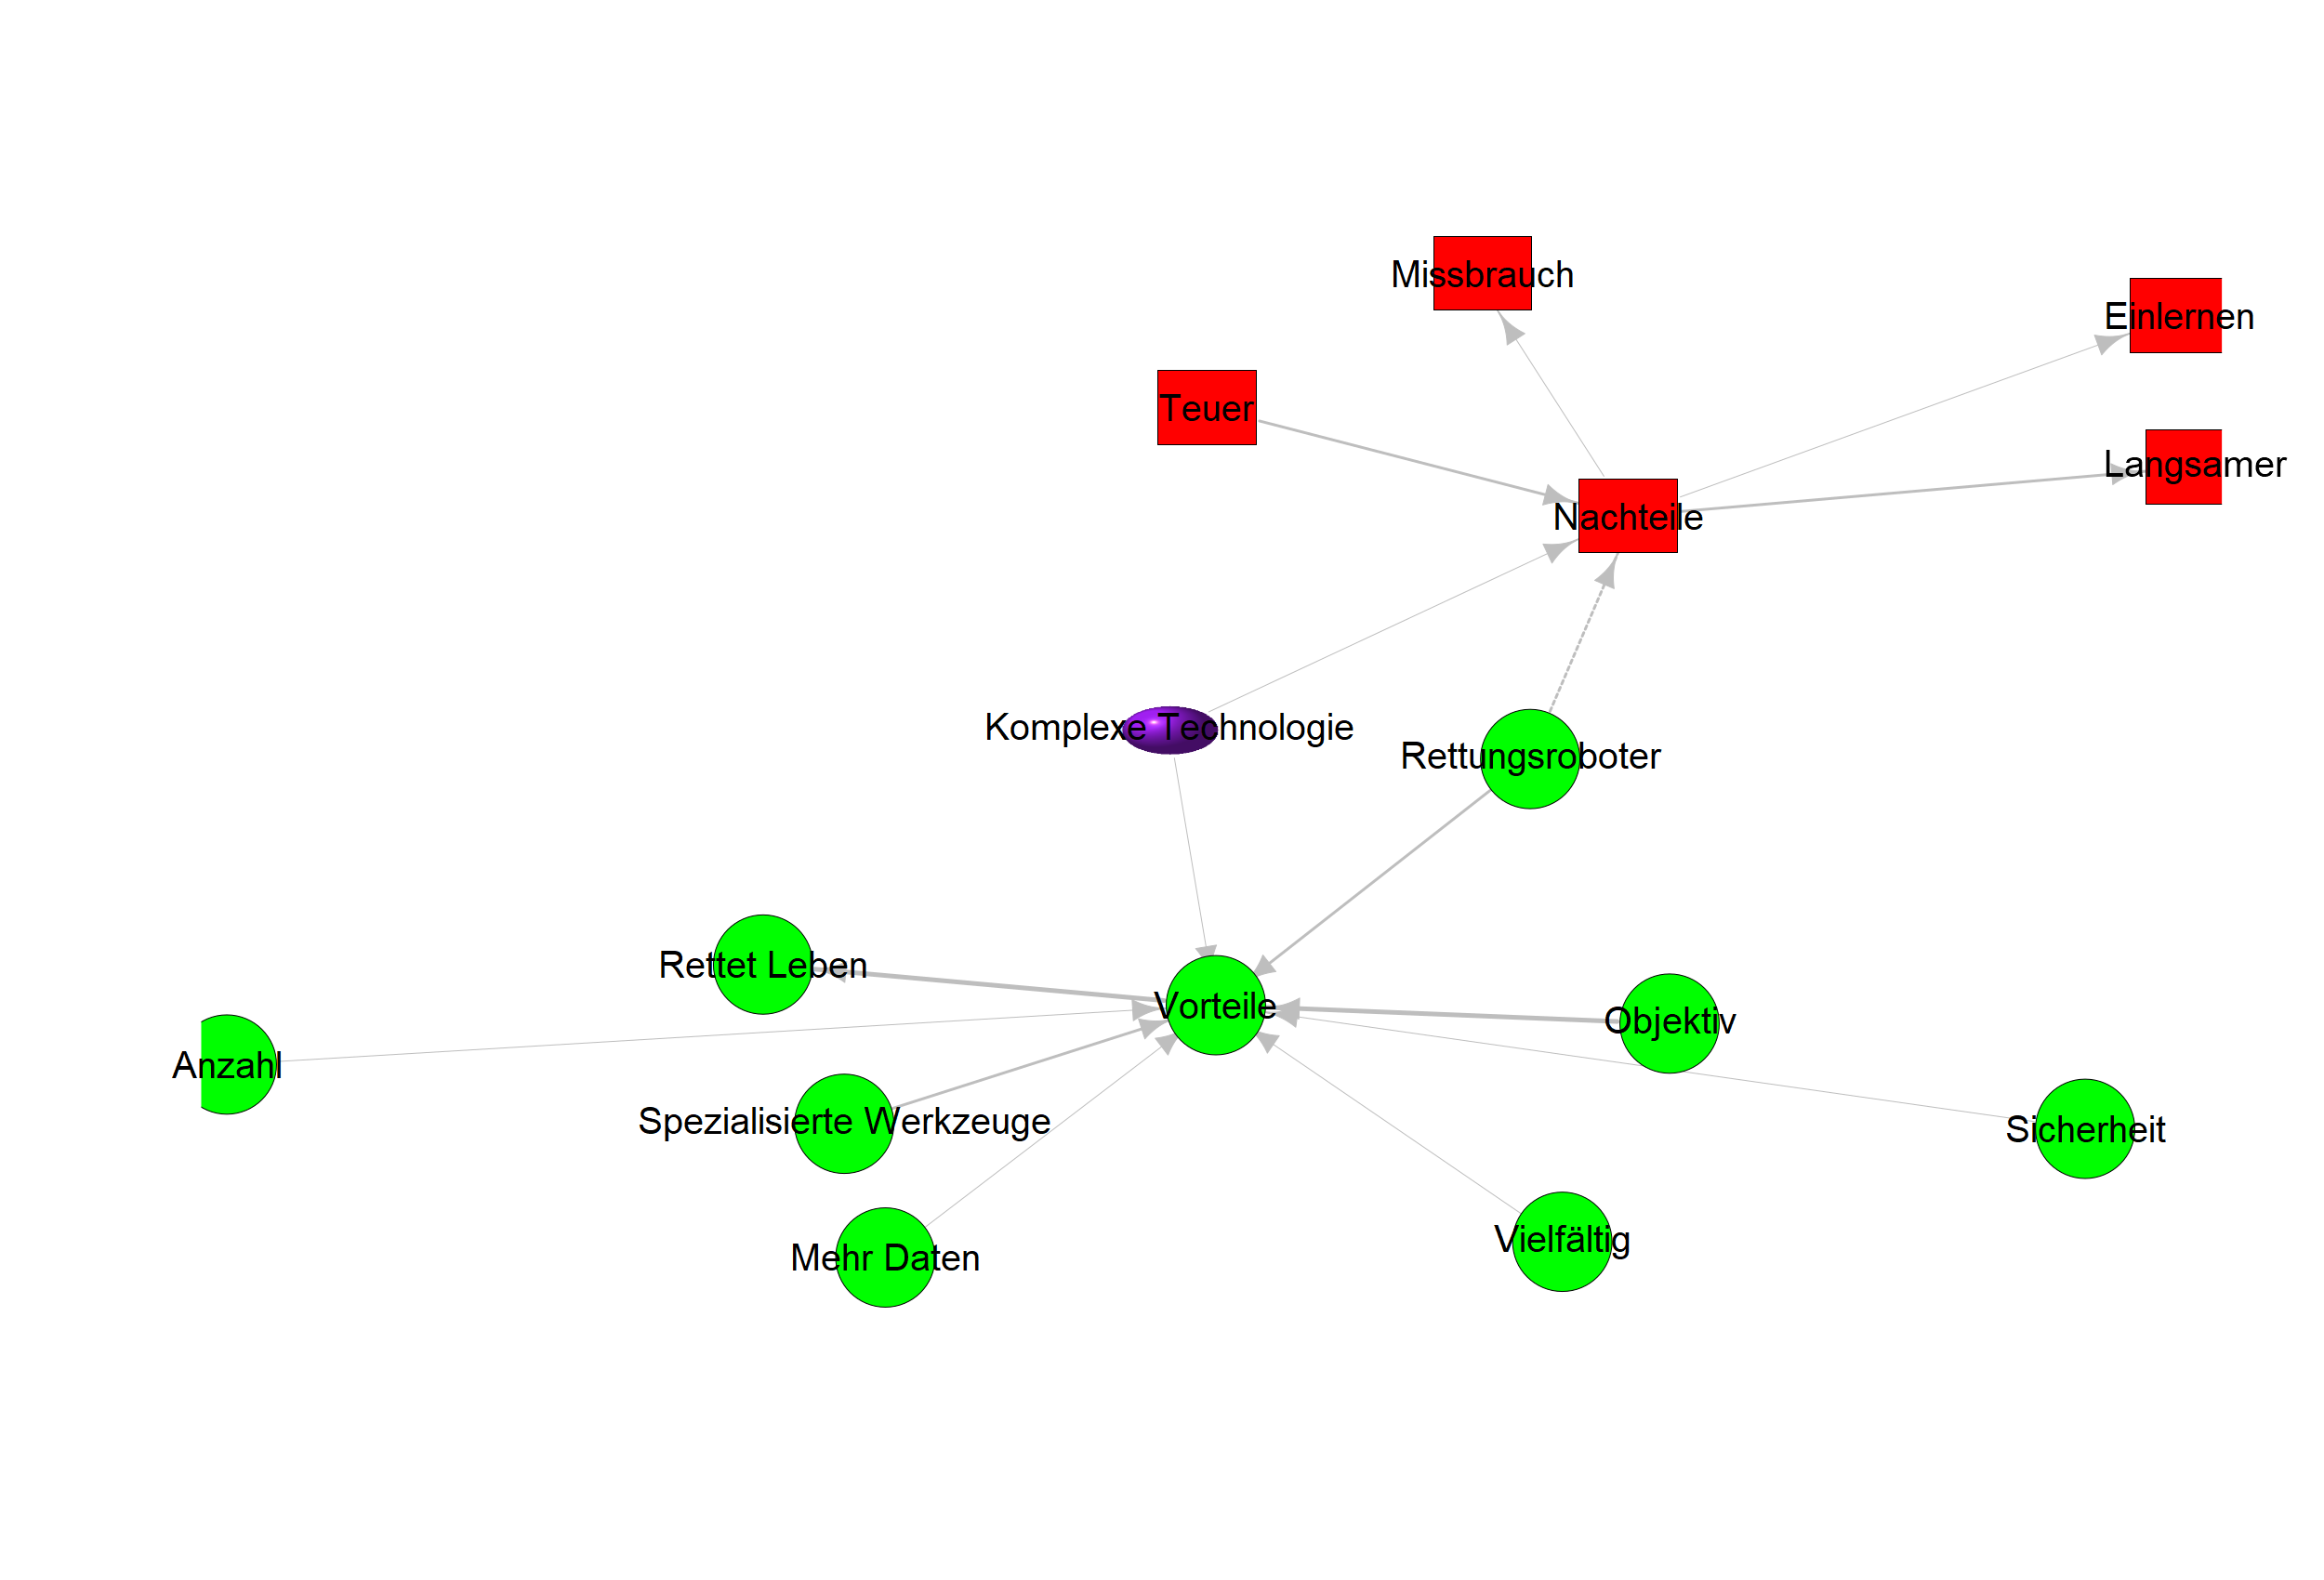 Missbrauch
Einlernen
Teuer
Langsamer
Nachteile
Komplexe Technologie
Rettungsroboter
Rettet Leben
Vorteile
Objektiv
Anzahl
Spezialisierte Werkzeuge
Sicherheit
Vielfältig
Mehr Daten